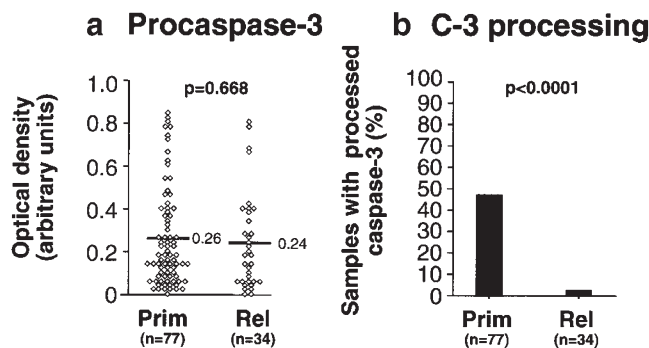 a Procaspase-3
Optical density
(arbitrary units)
1.0
0.8
0.6
0.4
0.2
0
p=0.668
0.26
0.24
Prim
(n=77)
Rel
(n=34)
b C-3 processing
Samples with processed
caspase-3 (%)
100
90
80
70
60
50
40
30
20
10
0
p<0.0001
Prim
(n=77)
Rel
(n=34)